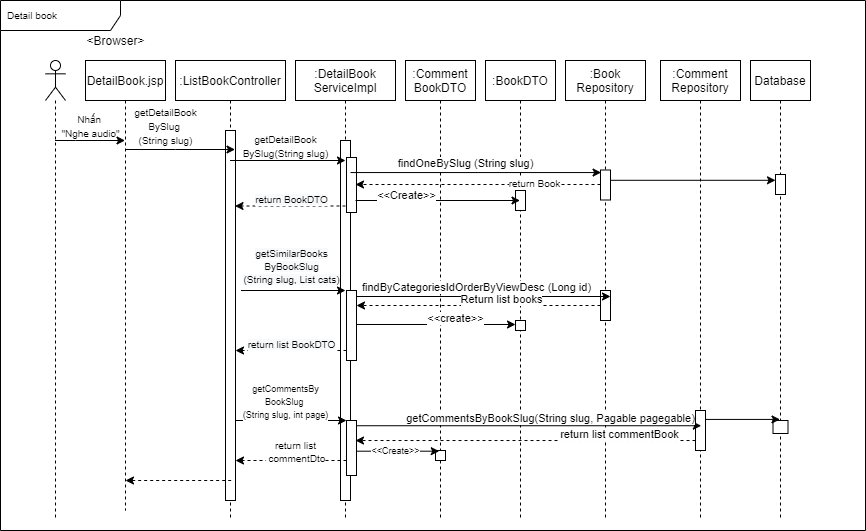 Detail book
<Browser>
DetailBook.jsp
:ListBookController
:DetailBook
ServiceImpl
:Comment
BookDTO
:BookDTO
:Book
Repository
:Comment
Repository
Database
Nhấn
"Nghe audio"
getDetailBook
BySlug
(String slug)
getDetailBook
BySlug(String slug)
findOneBySlug (String slug)
return Book
<<Create>>
return BookDTO
getSimilarBooks
ByBookSlug
(String slug, List cats)
findByCategoriesIdOrderByViewDesc (Long id)
Return list books
<<create>>
return list BookDTO
getCommentsBy
BookSlug
(String slug, int page)
getCommentsByBookSlug(String slug, Pagable pagegable)
return list commentBook
<<Create>>
return list
commentDto